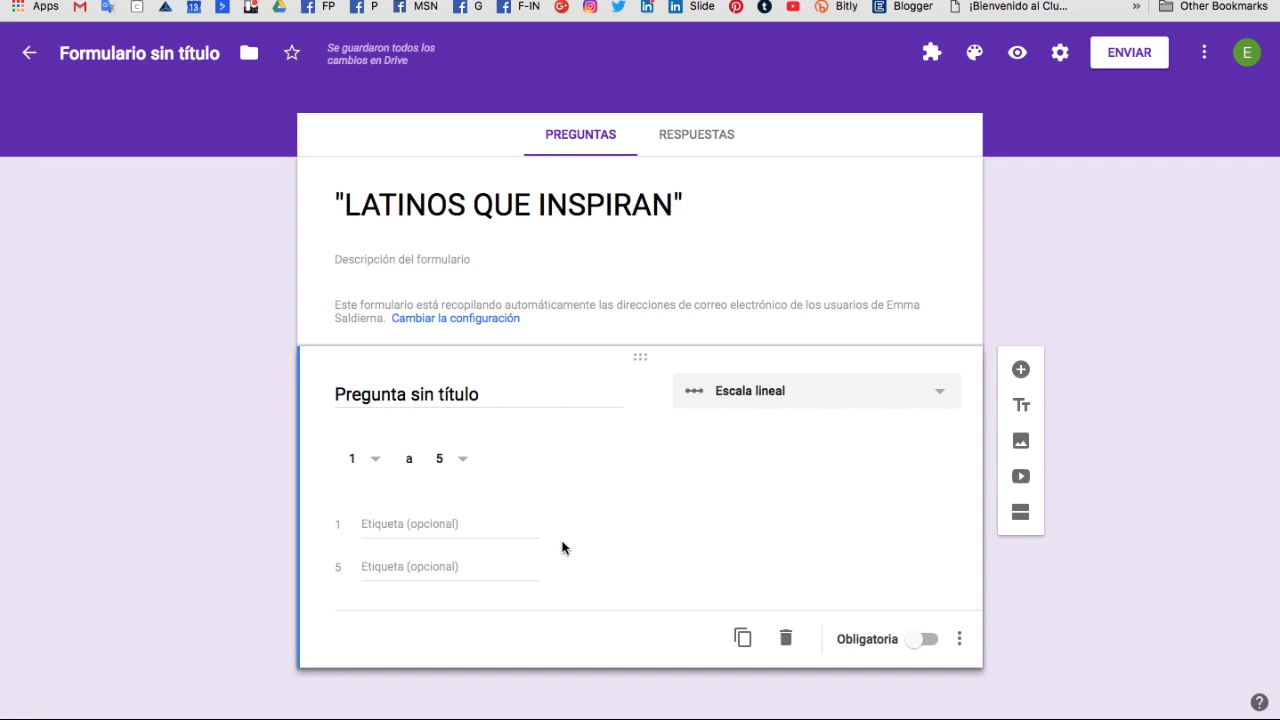 Apps 13 FP P MSN G F-IN Slide Bitly Blogger ¡Bienvenido al Clu... » Other Bookmarks
Formulario sin título
Se guardaron todos los
cambios en Drive
ENVIAR
E
PREGUNTAS RESPUESTAS
"LATINOS QUE INSPIRAN"
Descripción del formulario
Este formulario está recopilando automáticamente las direcciones de correo electrónico de los usuarios de Emma
Saldierna. Cambiar la configuración
Pregunta sin título
Escala lineal
1 a 5
1 Etiqueta (opcional)
5 Etiqueta (opcional)
Obligatoria